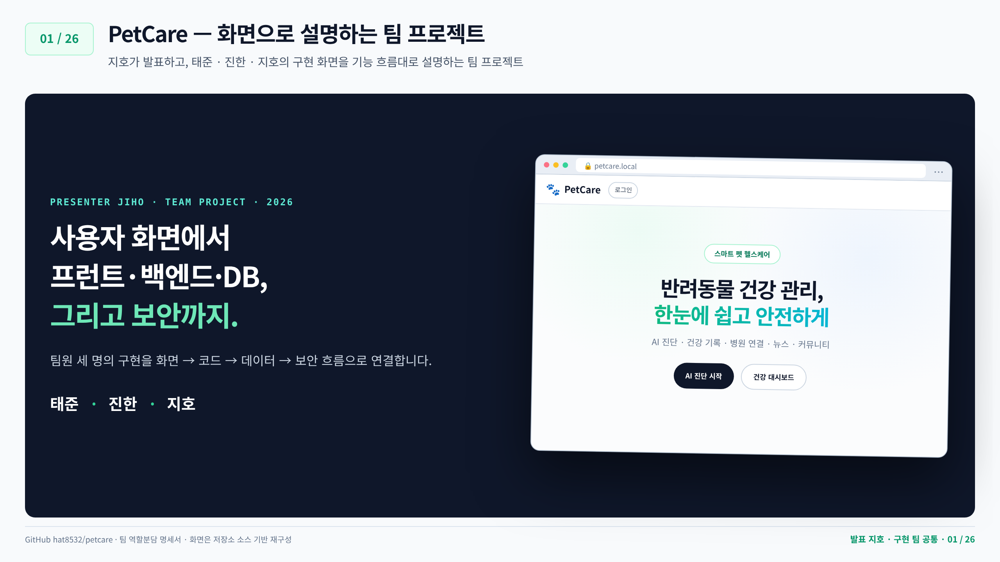 01 / 26
PetCare — 화면으로 설명하는 팀 프로젝트
지호가 발표하고, 태준 · 진한 · 지호의 구현 화면을 기능 흐름대로 설명하는 팀 프로젝트
PRESENTER JIHO · TEAM PROJECT · 2026
사용자 화면에서
프런트·백엔드·DB,
그리고 보안까지.
팀원 세 명의 구현을 화면 → 코드 → 데이터 → 보안 흐름으로 연결합니다.
태준 · 진한 · 지호
🔒 petcare.local ...
🐾 PetCare 로그인
스마트 펫 헬스케어
반려동물 건강 관리,
한눈에 쉽고 안전하게
AI 진단 · 건강 기록 · 병원 연결 · 뉴스 · 커뮤니티
AI 진단 시작 건강 대시보드
GitHub hat8532/petcare · 팀 역할분담 명세서 · 화면은 저장소 소스 기반 재구성
발표 지호 · 구현 팀 공통 · 01 / 26